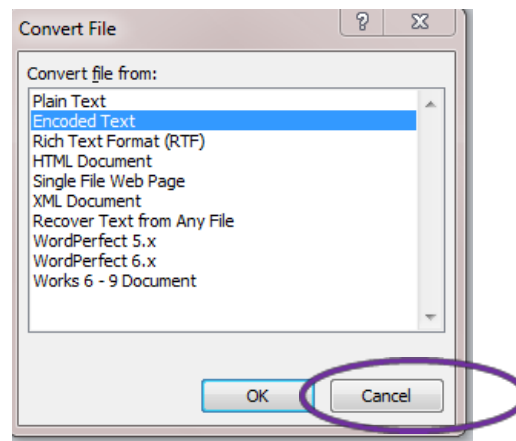 Convert File
Convert file from:
Plain Text
Encoded Text
Rich Text Format (RTF)
HTML Document
Single File Web Page
XML Document
Recover Text from Any File
WordPerfect 5.x
WordPerfect 6.x
Works 6 - 9 Document
OK Cancel